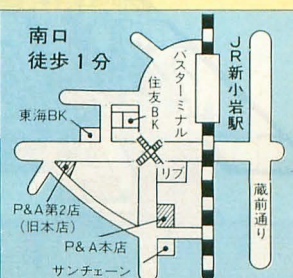 南口
徒歩1分
JR新小岩駅
バスターミナル
住友BK
東海BK
リブ
蔵前通り
P&A第2店
(旧本店)
P&A本店
サンチェーン